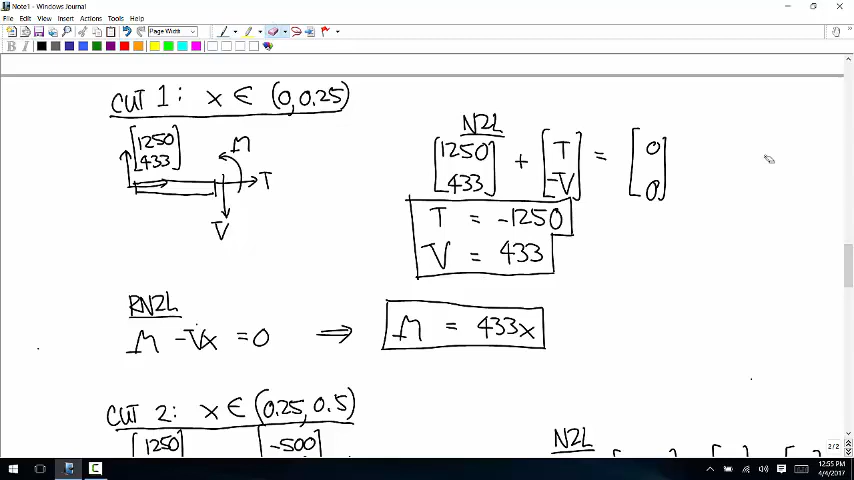 Note1 - Windows Journal
File Edit View Insert Actions Tools Help
Page Width
B I
CUT 1: x ∈ (0, 0.25)
N2L
[1250 433] M T V
[1250 433] + [T -V] = [0 0]
T = -1250
V = 433
RN2L
M - Vx = 0 ⇒ M = 433x
CUT 2: x ∈ (0.25, 0.5)
[1250] [-500]
N2L
2/2
12:55 PM
4/4/2017